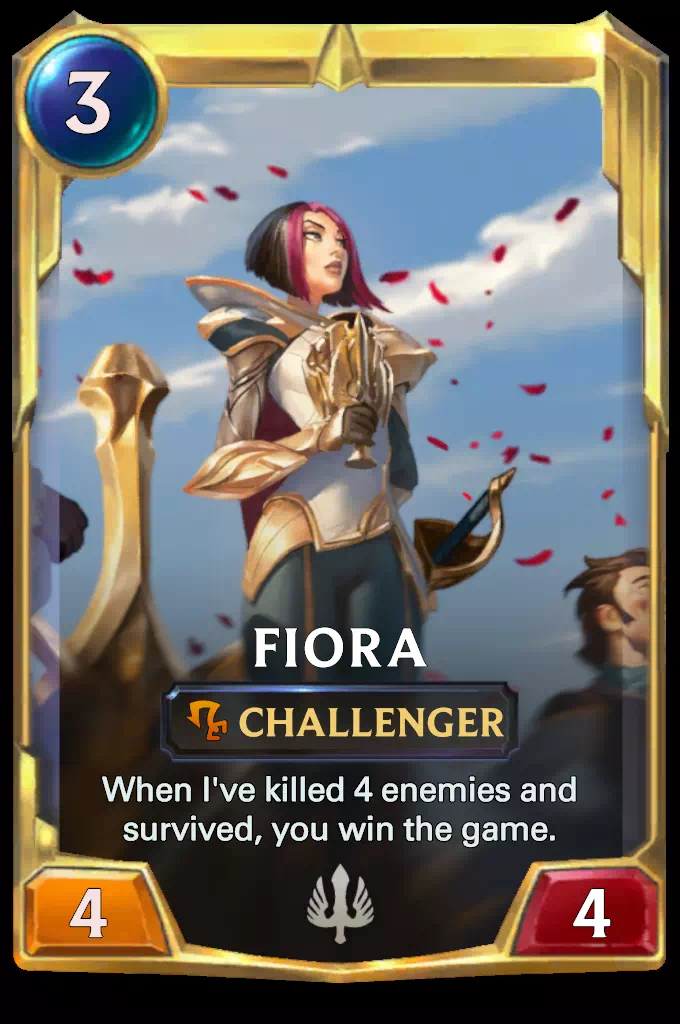 3
FIORA
CHALLENGER
When I've killed 4 enemies and
survived, you win the game.
4
4